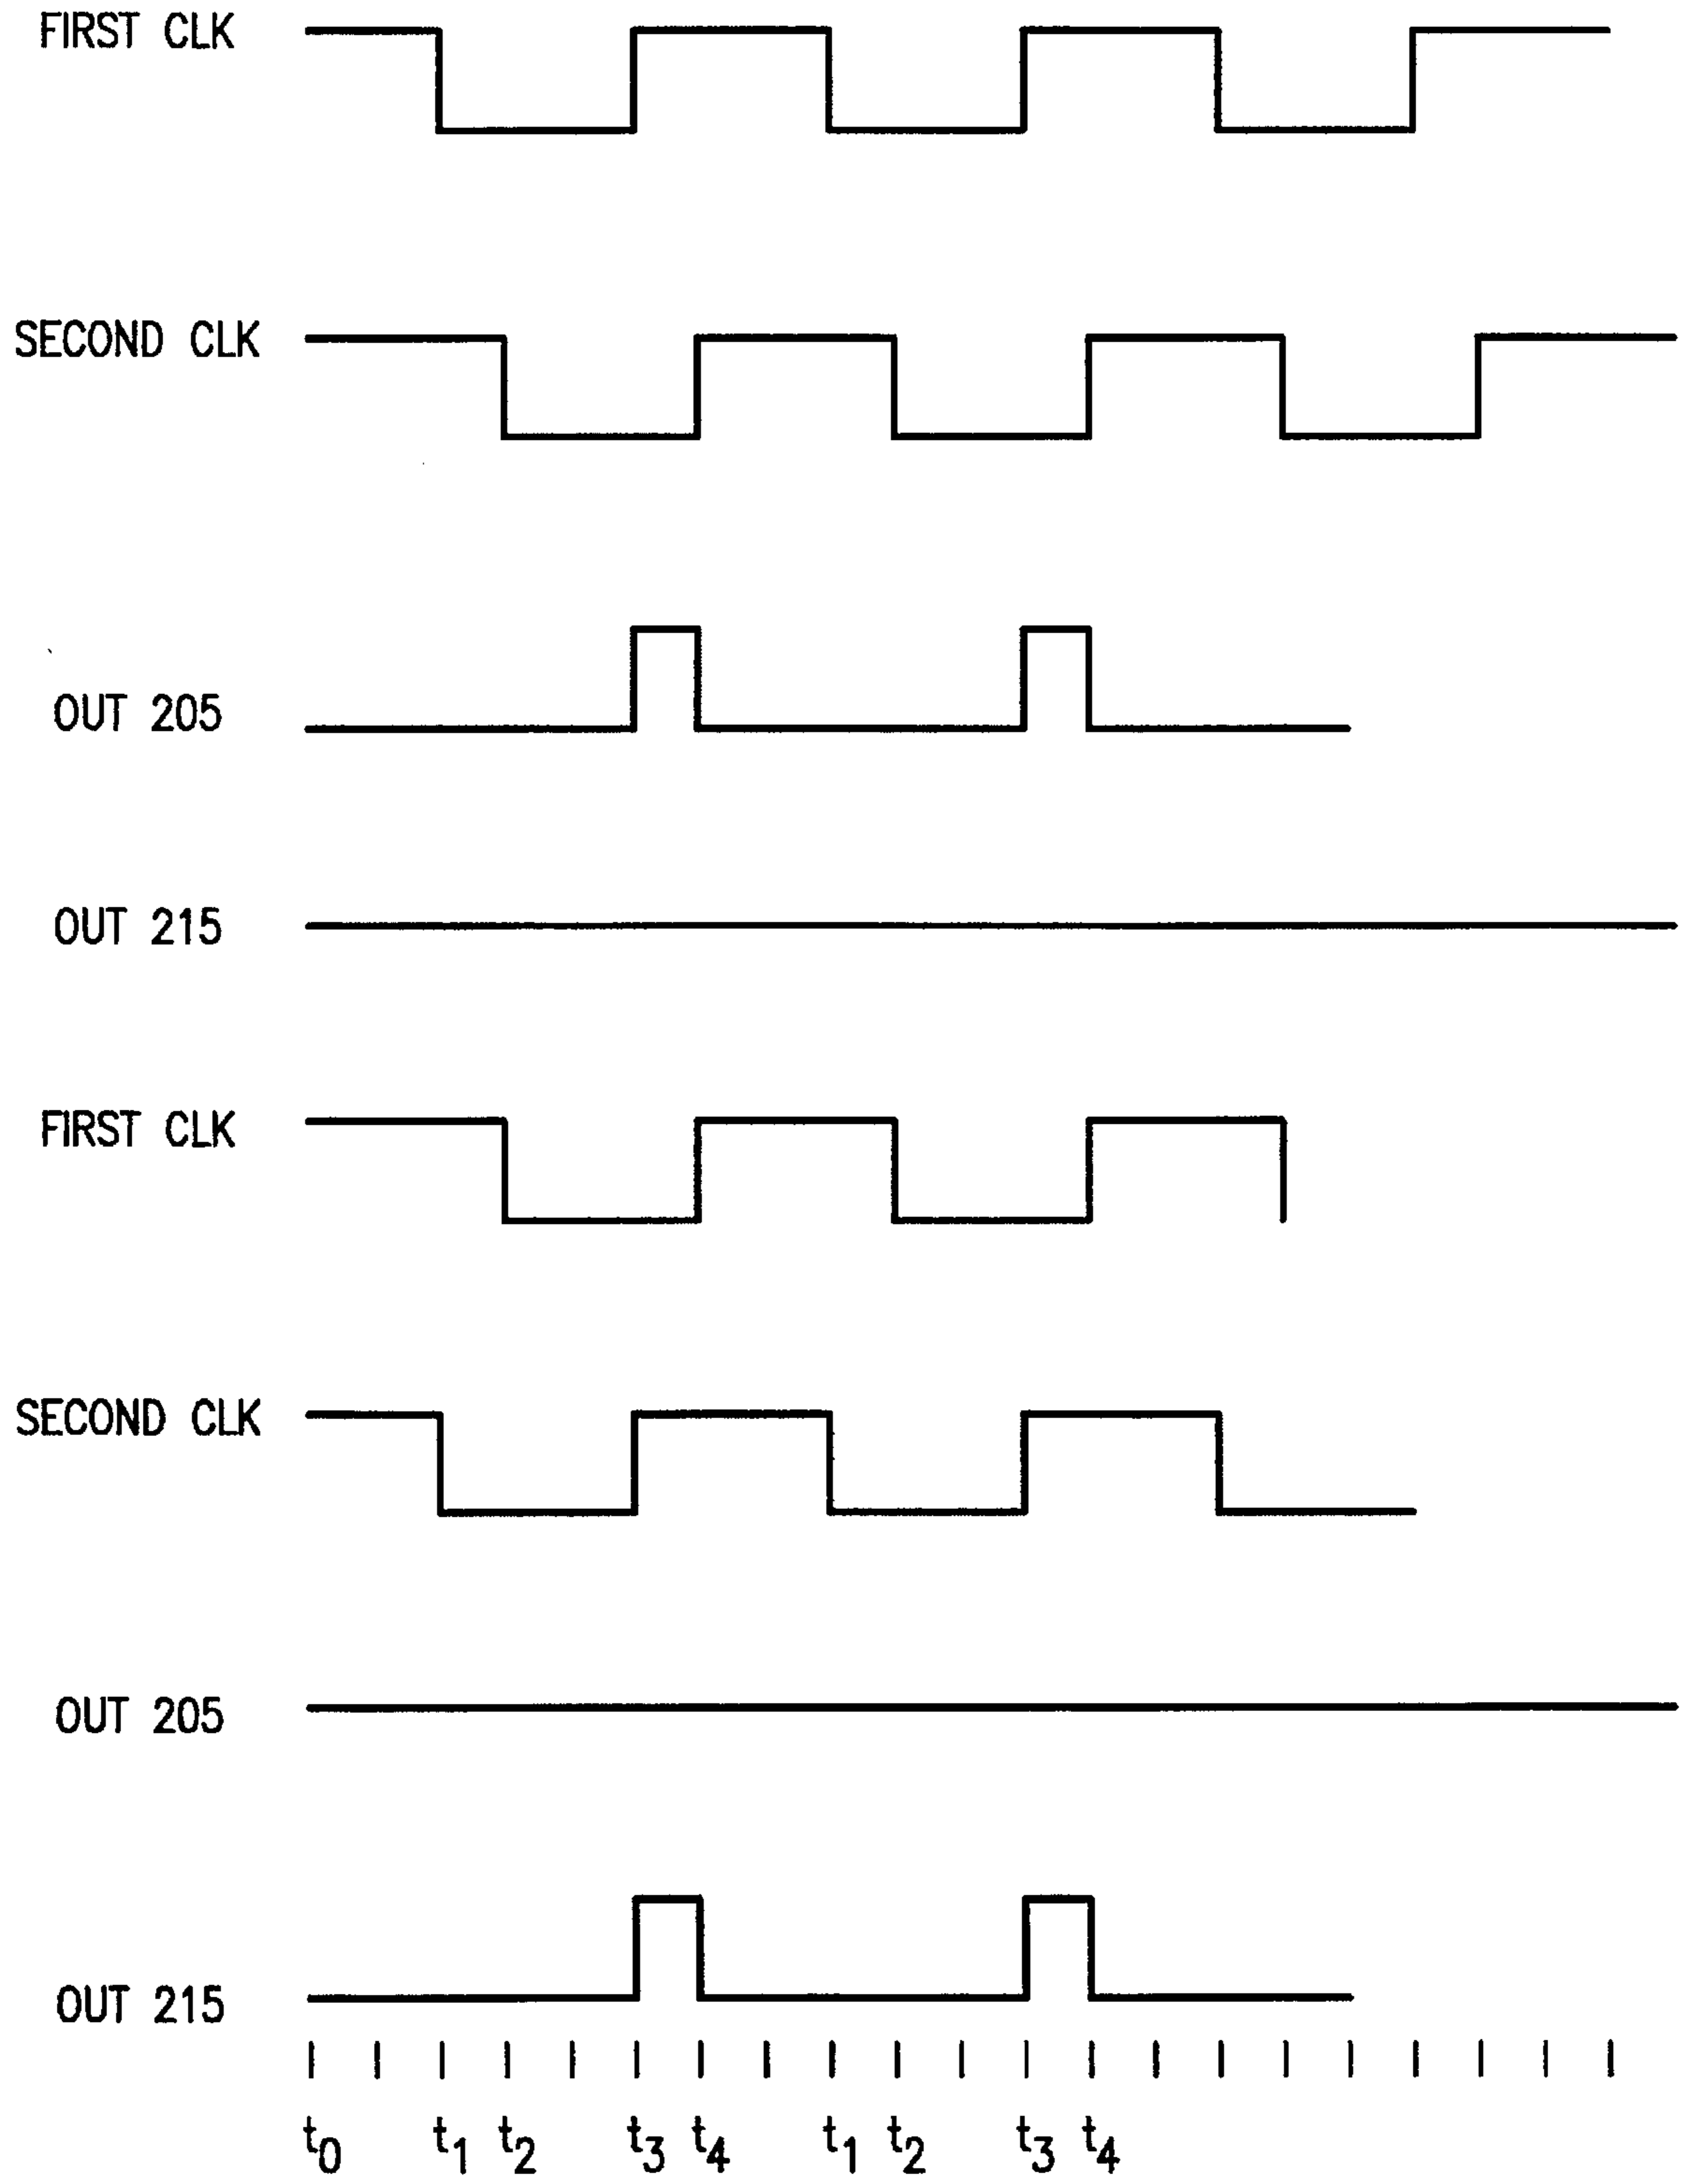 FIRST CLK
SECOND CLK
OUT 205
OUT 215
FIRST CLK
SECOND CLK
OUT 205
OUT 215
t0 t1 t2 t3 t4 t1 t2 t3 t4